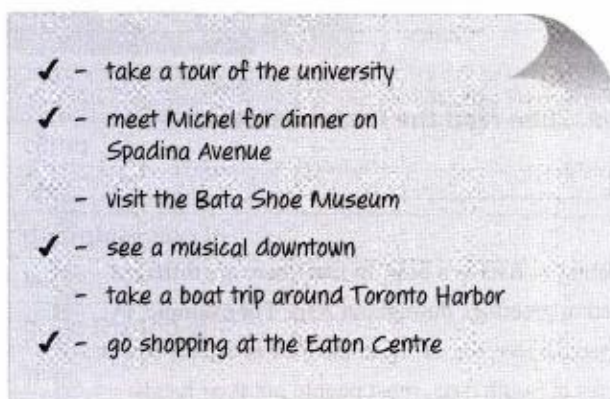 ✓ - take a tour of the university
✓ - meet Michel for dinner on
Spadina Avenue
- visit the Bata Shoe Museum
✓ - see a musical downtown
- take a boat trip around Toronto Harbor
✓ - go shopping at the Eaton Centre